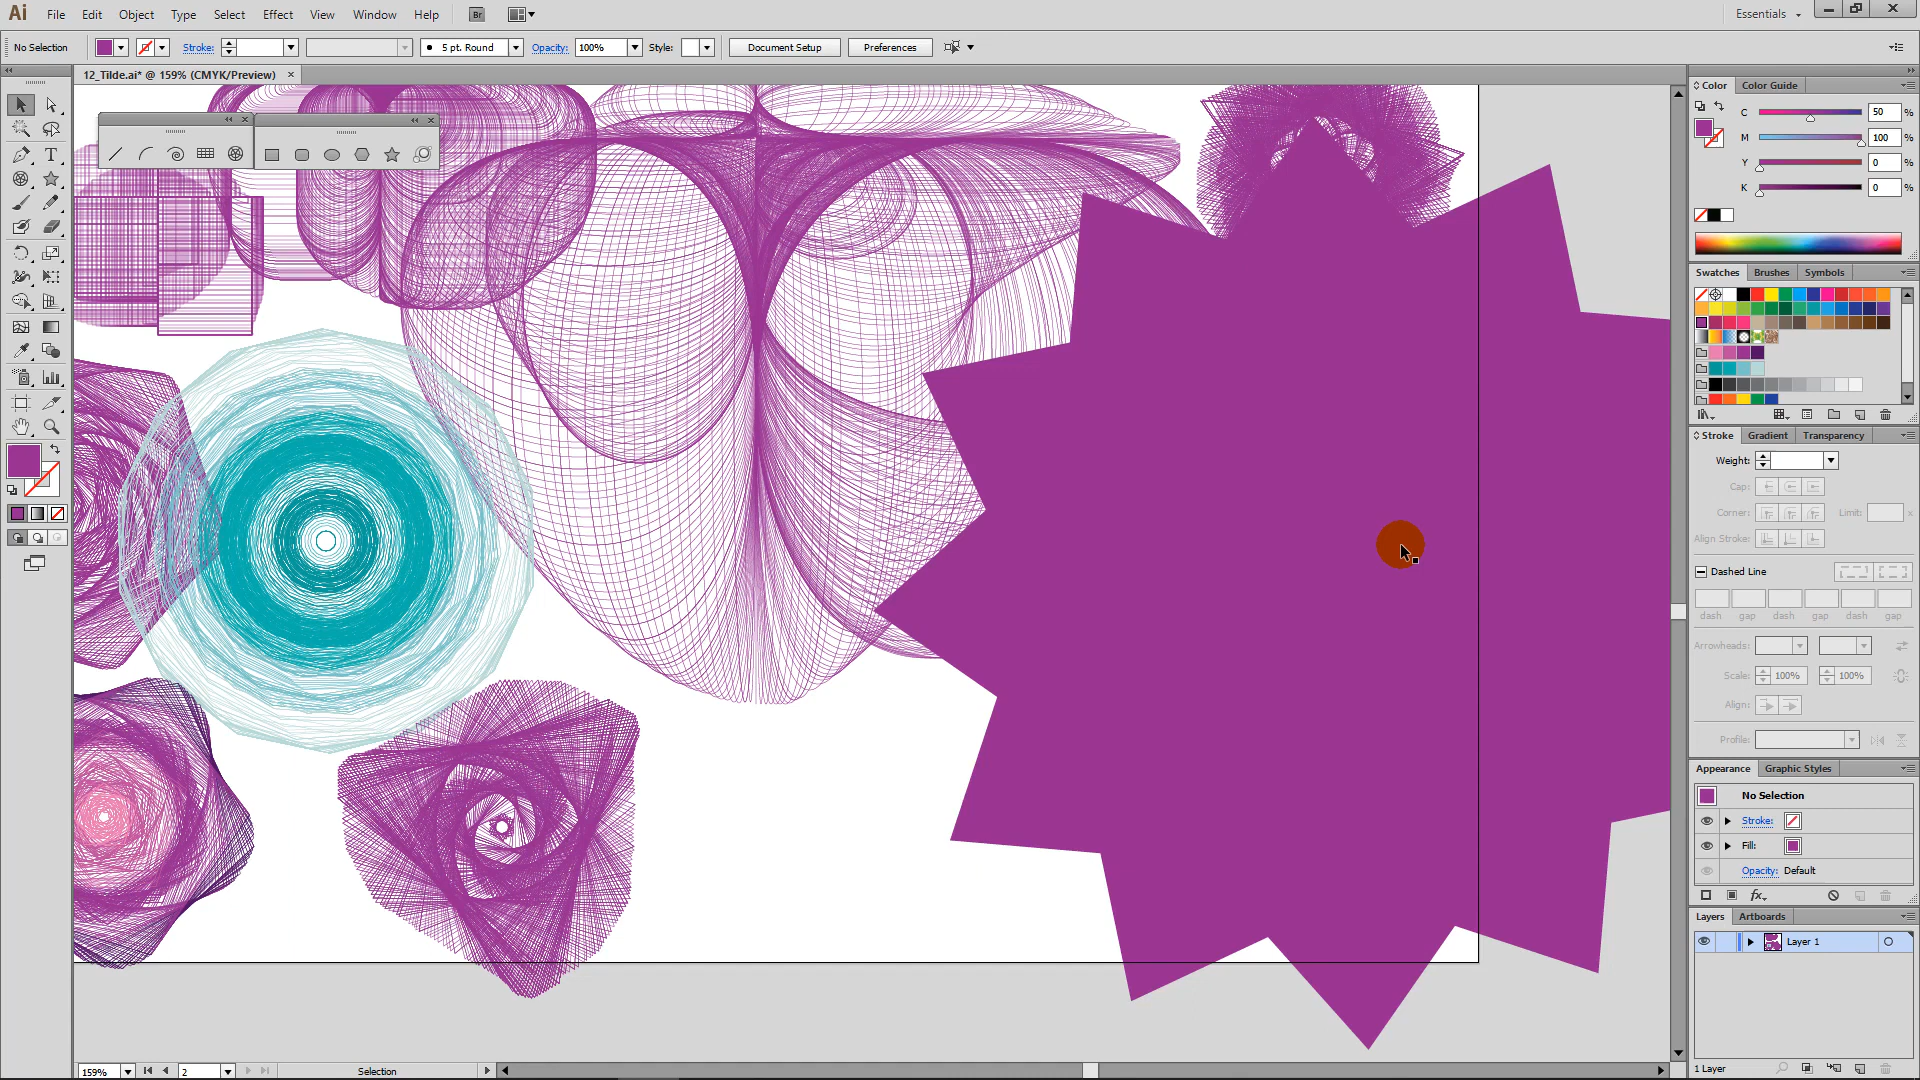 Ai File Edit Object Type Select Effect View Window Help Br Essentials
No Selection Stroke: 5 pt. Round Opacity: 100% Style: Document Setup Preferences
12_Tilde.ai* @ 159% (CMYK/Preview)
Color Color Guide
C 50 %
M 100 %
Y 0 %
K 0 %
Swatches Brushes Symbols
Stroke Gradient Transparency
Weight:
Cap:
Corner: Limit: x
Align Stroke:
Dashed Line
dash gap dash gap dash gap
Arrowheads:
Scale: 100% 100%
Align:
Profile:
Appearance Graphic Styles
No Selection
Stroke:
Fill:
Opacity: Default
fx
Layers Artboards
Layer 1
1 Layer
159% 2 Selection